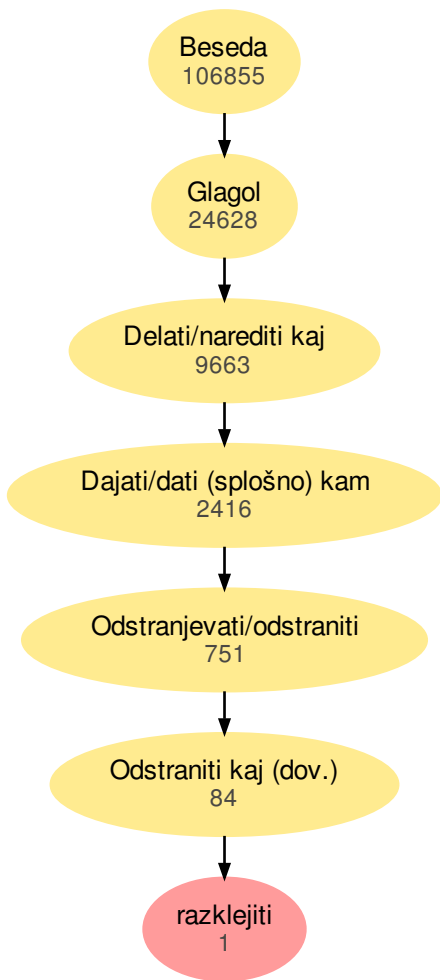 Beseda
106855
Glagol
24628
Delati/narediti kaj
9663
Dajati/dati (splošno) kam
2416
Odstranjevati/odstraniti
751
Odstraniti kaj (dov.)
84
razklejiti
1